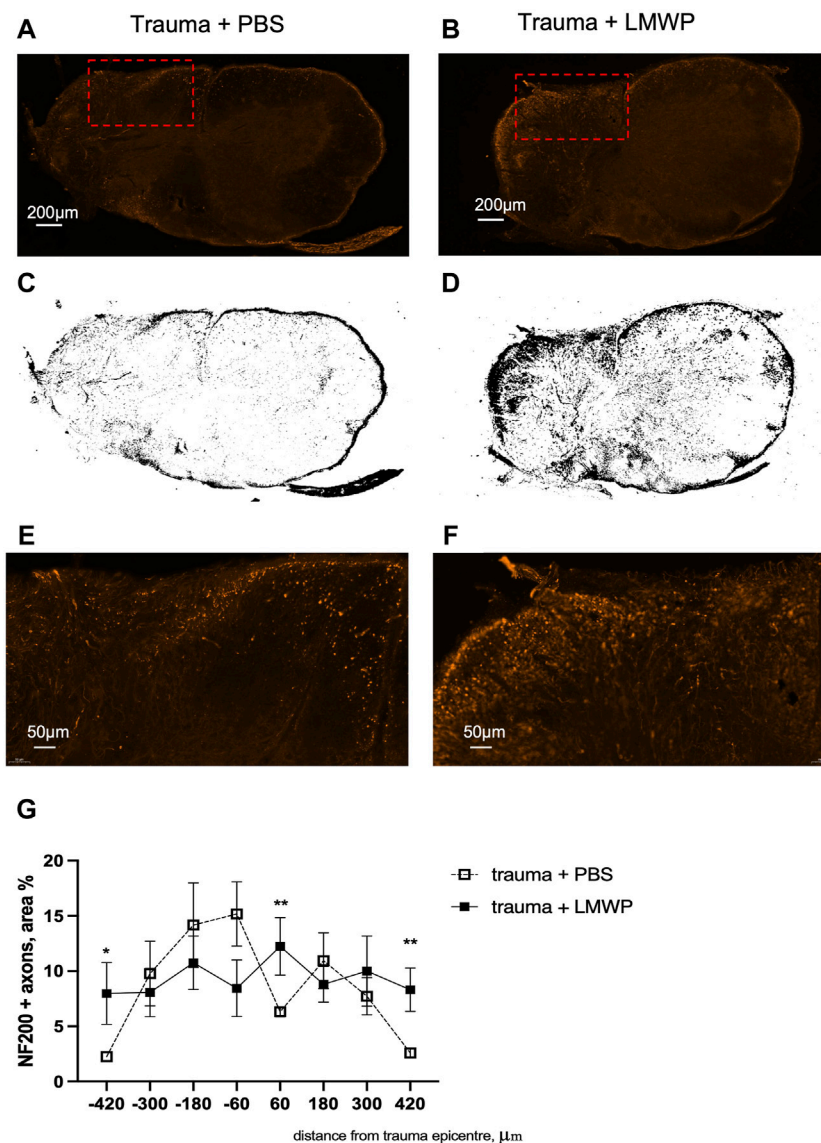 A Trauma + PBS
B Trauma + LMWP
200µm
200µm
C
D
E
F
50µm
50µm
G
NF200 + axons, area %
20
15
10
5
0
* ** **
-420 -300 -180 -60 60 180 300 420
distance from trauma epicentre, µm
trauma + PBS
trauma + LMWP